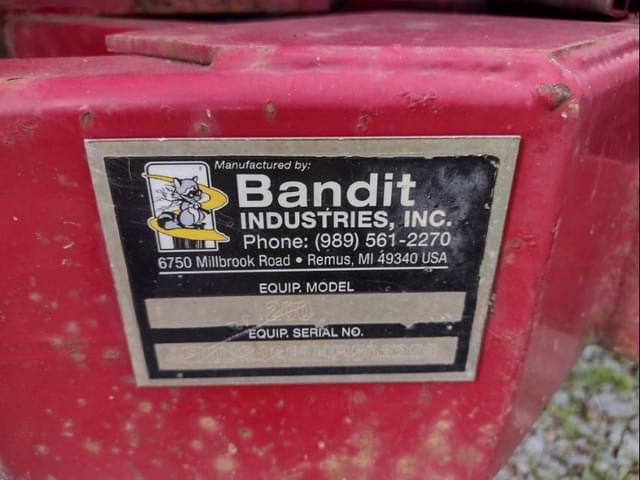 Manufactured by:
Bandit
INDUSTRIES, INC.
Phone: (989) 561-2270
6750 Millbrook Road • Remus, MI 49340 USA
EQUIP. MODEL
200
EQUIP. SERIAL NO.